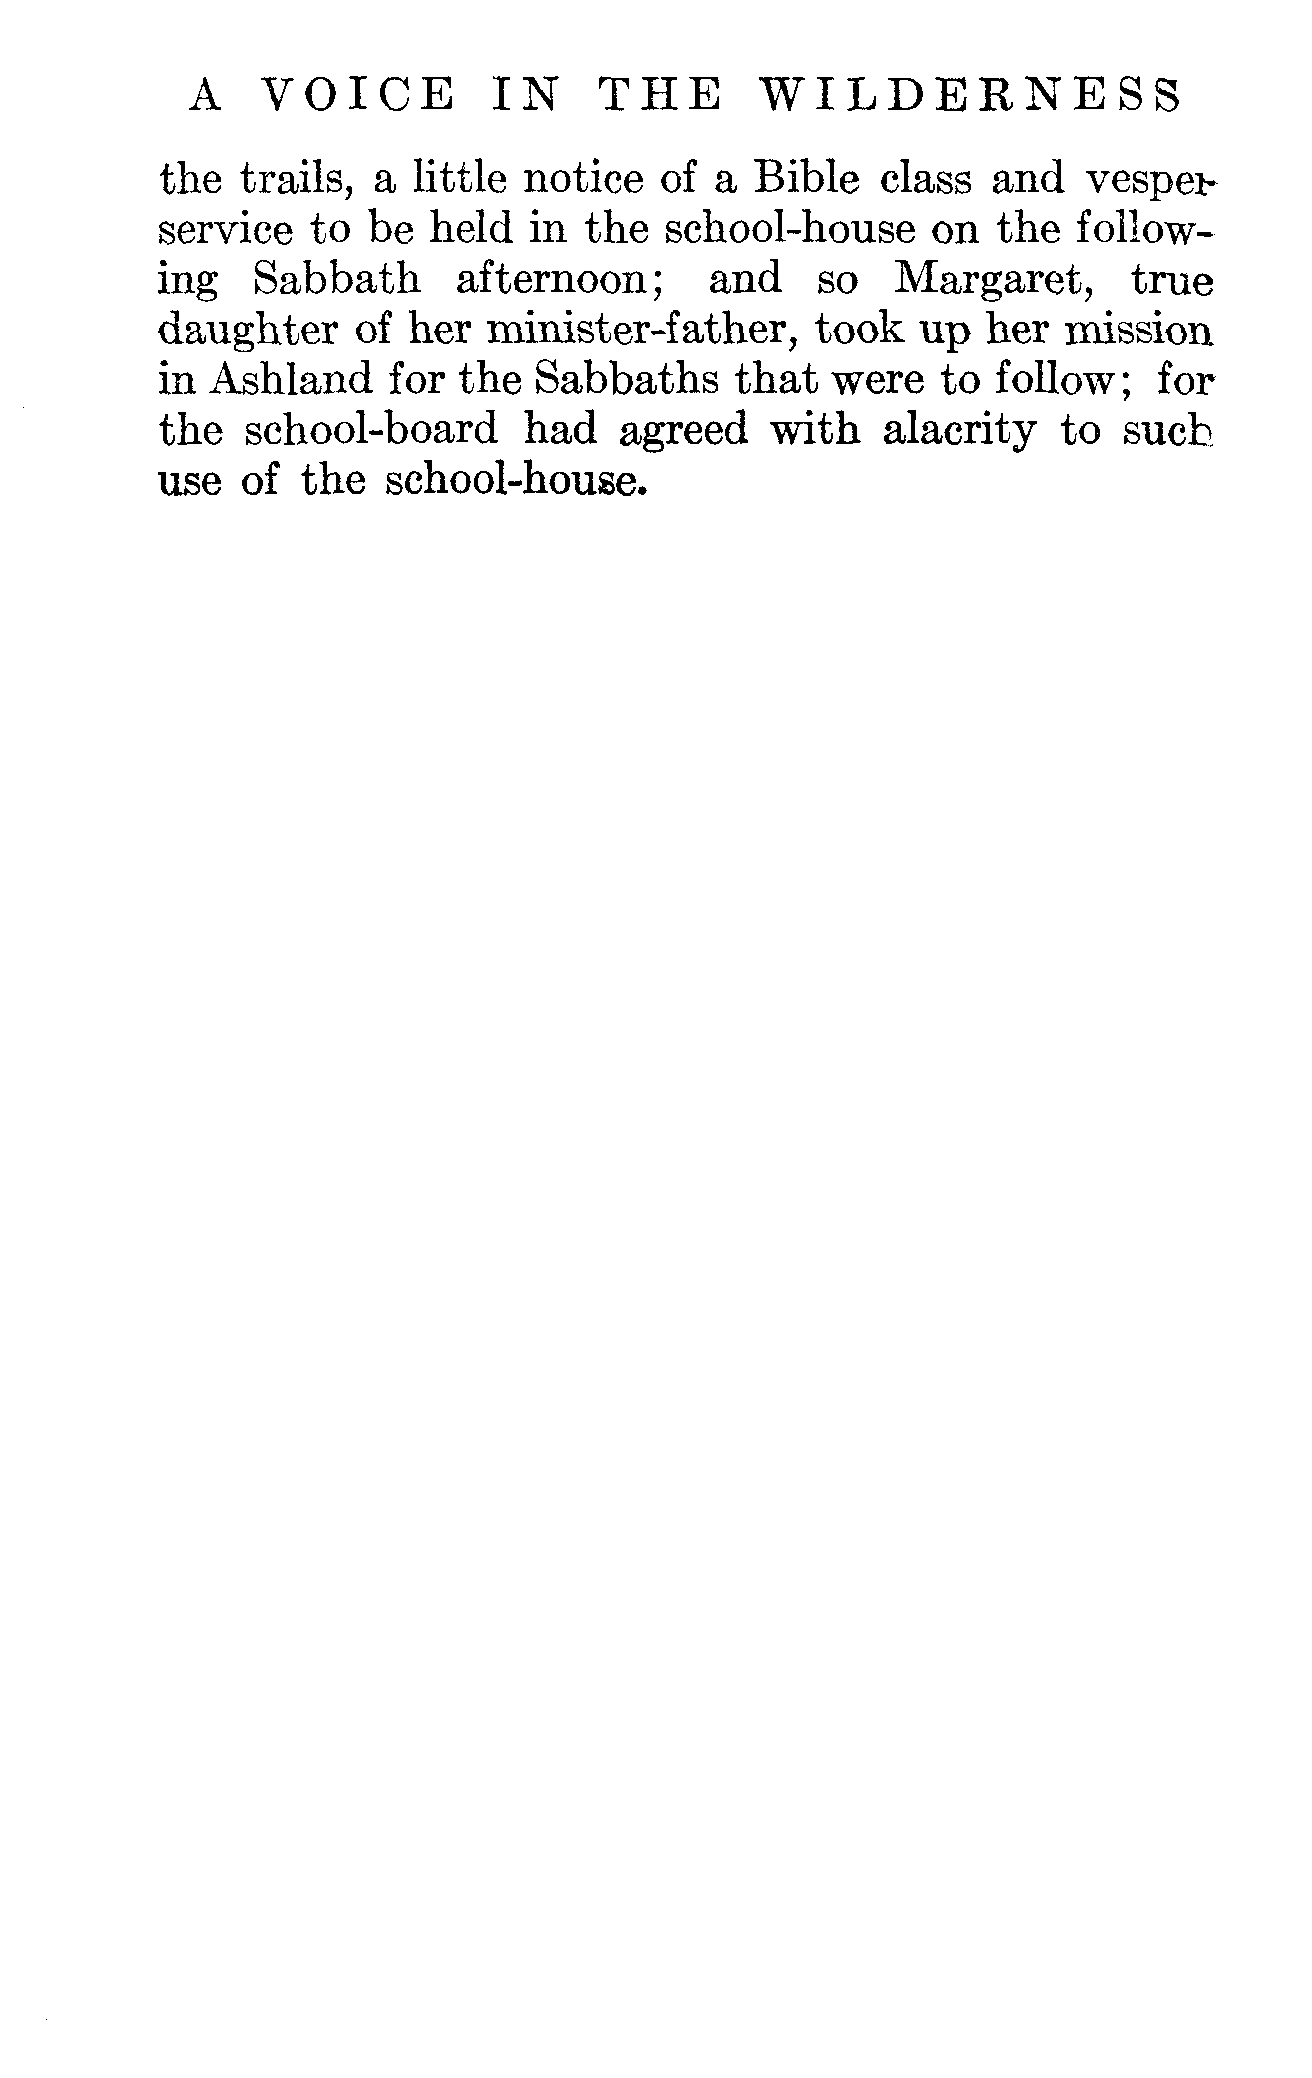 A VOICE IN THE WILDERNESS
the trails, a little notice of a Bible class and vesper
service to be held in the school-house on the follow-
ing Sabbath afternoon; and so Margaret, true
daughter of her minister-father, took up her mission
in Ashland for the Sabbaths that were to follow; for
the school-board had agreed with alacrity to such
use of the school-house.